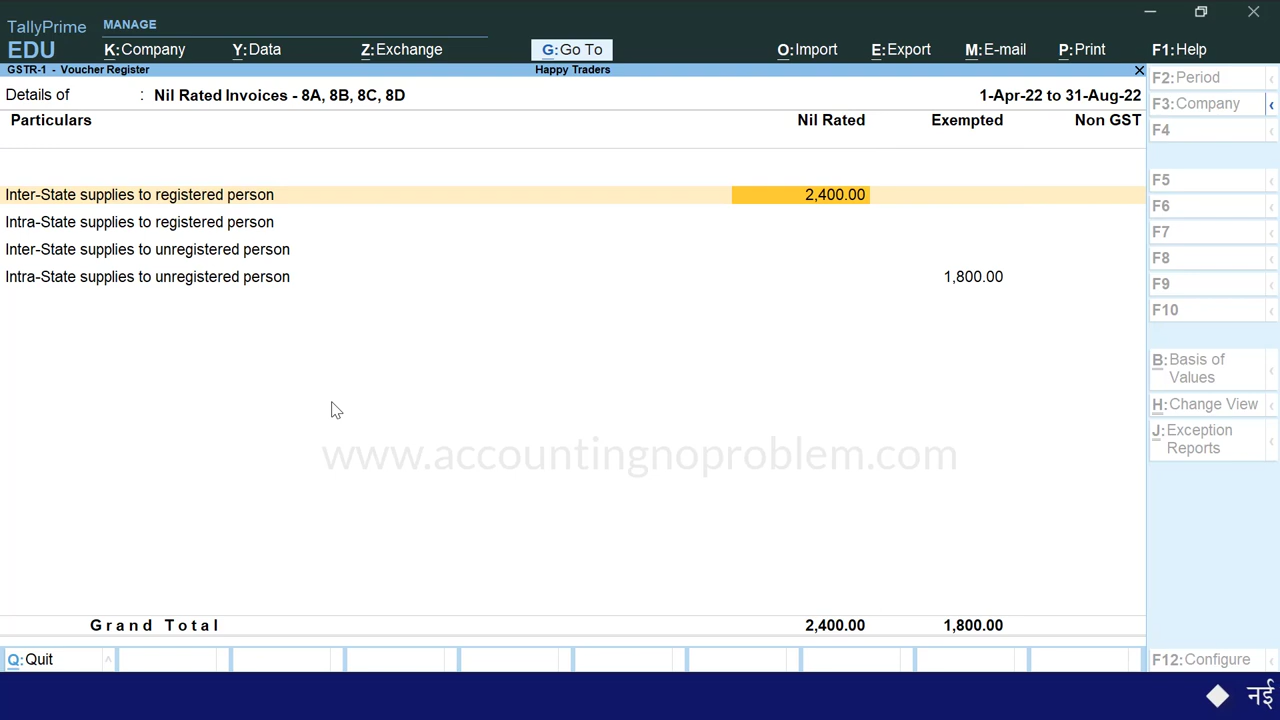 TallyPrime MANAGE
EDU K:Company Y:Data Z:Exchange G:Go To O:Import E:Export M:E-mail P:Print F1:Help
GSTR-1 - Voucher Register Happy Traders
Details of : Nil Rated Invoices - 8A, 8B, 8C, 8D 1-Apr-22 to 31-Aug-22
Particulars Nil Rated Exempted Non GST
Inter-State supplies to registered person 2,400.00
Intra-State supplies to registered person
Inter-State supplies to unregistered person
Intra-State supplies to unregistered person 1,800.00
www.accountingnoproblem.com
Grand Total 2,400.00 1,800.00
Q:Quit
F2:Period
F3:Company
F4
F5
F6
F7
F8
F9
F10
B:Basis of
Values
H:Change View
J:Exception
Reports
F12:Configure
नई